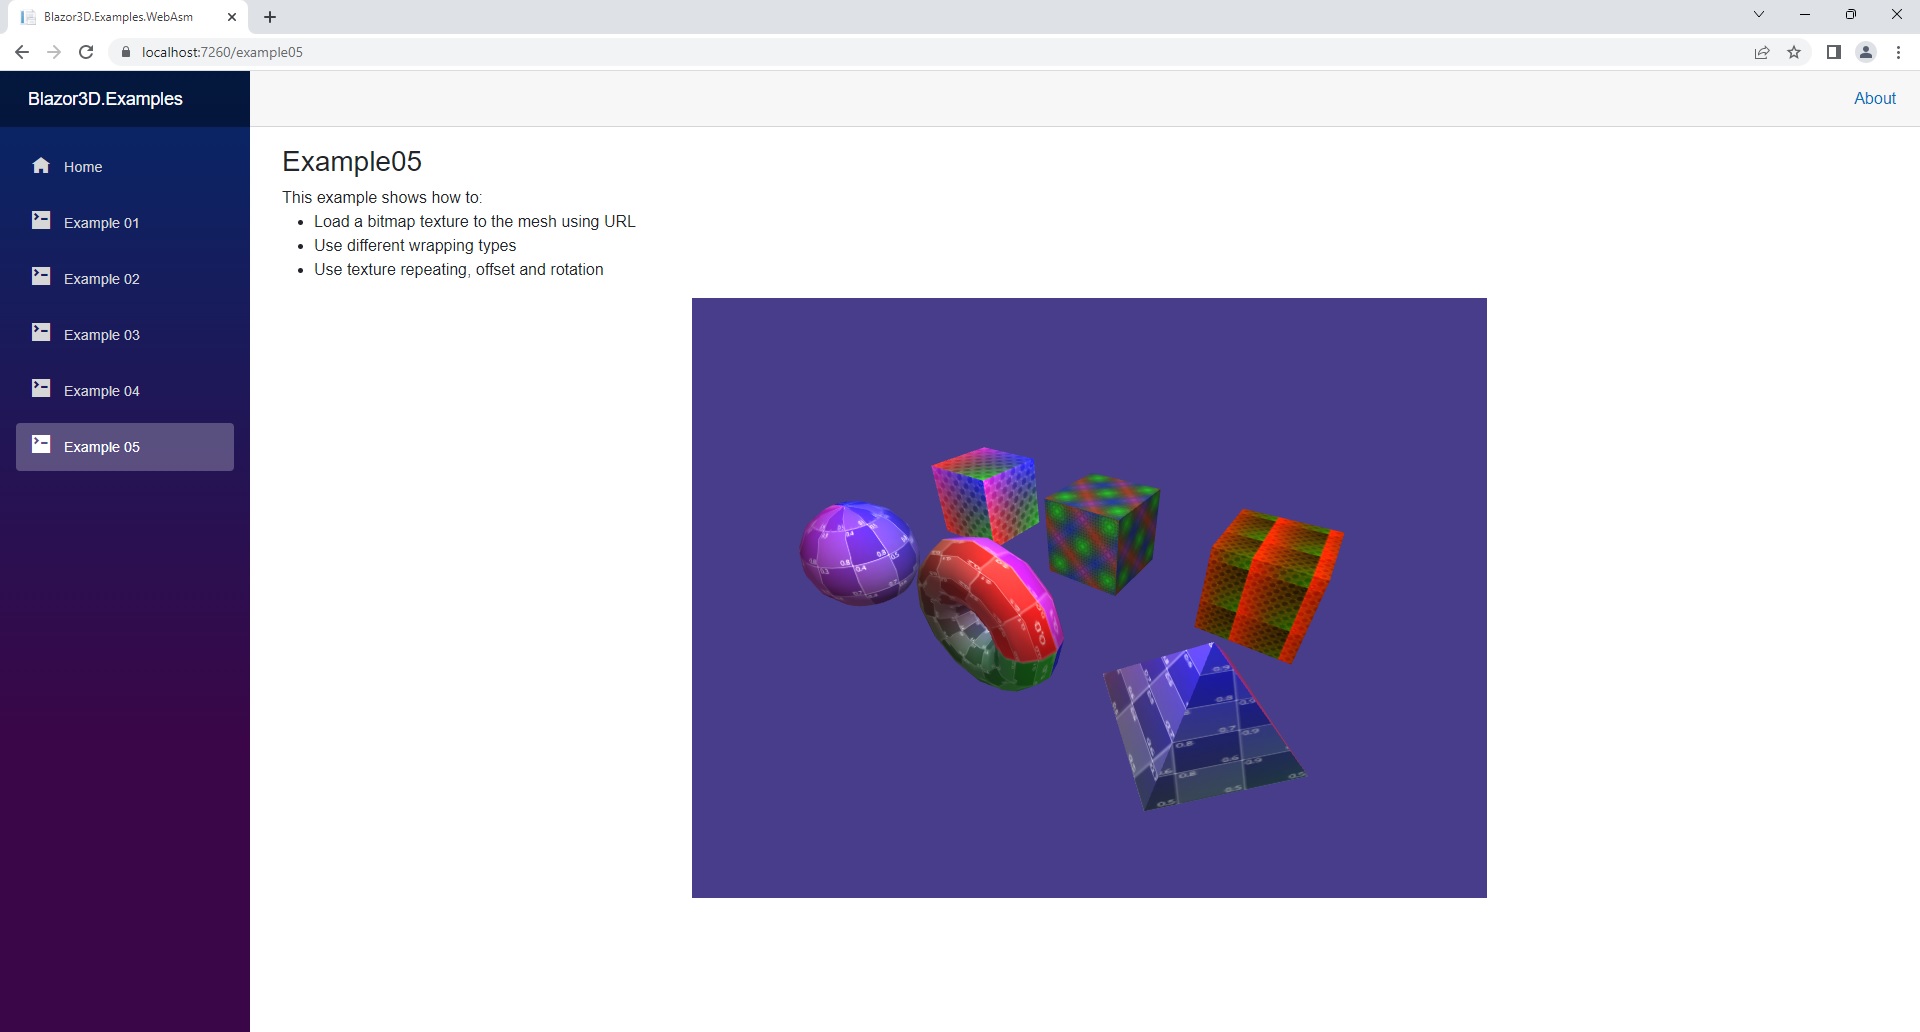 Blazor3D.Examples.WebAsm
localhost:7260/example05
Blazor3D.Examples
About
Home
Example 01
Example 02
Example 03
Example 04
Example 05
Example05
This example shows how to:
Load a bitmap texture to the mesh using URL
Use different wrapping types
Use texture repeating, offset and rotation